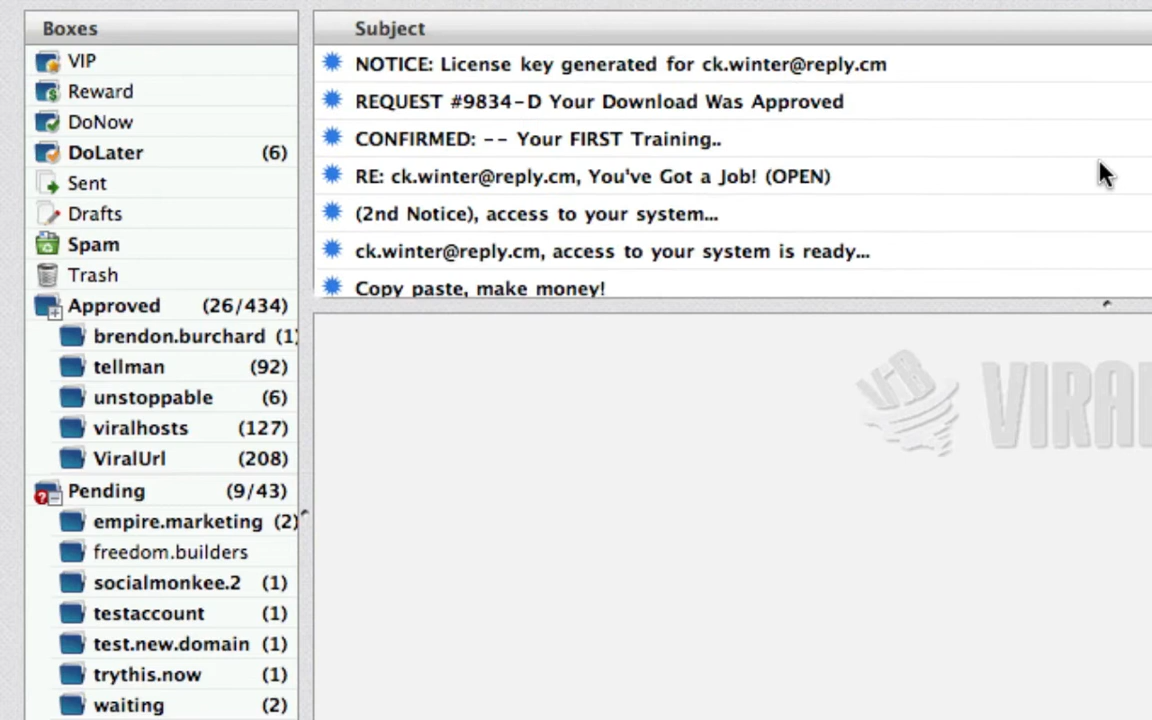 Boxes
VIP
Reward
DoNow
DoLater (6)
Sent
Drafts
Spam
Trash
Approved (26/434)
brendon.burchard (1)
tellman (92)
unstoppable (6)
viralhosts (127)
ViralUrl (208)
Pending (9/43)
empire.marketing (2)
freedom.builders
socialmonkee.2 (1)
testaccount (1)
test.new.domain (1)
trythis.now (1)
waiting (2)
Subject
NOTICE: License key generated for ck.winter@reply.cm
REQUEST #9834-D Your Download Was Approved
CONFIRMED: -- Your FIRST Training..
RE: ck.winter@reply.cm, You've Got a Job! (OPEN)
(2nd Notice), access to your system...
ck.winter@reply.cm, access to your system is ready...
Copy paste, make money!
VIRAL